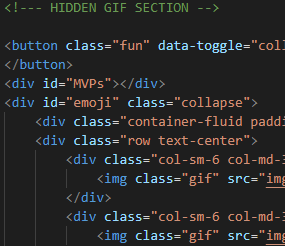 <!--- HIDDEN GIF SECTION -->
<button class="fun" data-toggle="coll
</button>
<div id="MVPs"></div>
<div id="emoji" class="collapse">
<div class="container-fluid paddi
<div class="row text-center">
<div class="col-sm-6 col-md-3
<img class="gif" src="img
</div>
<div class="col-sm-6 col-md-3
<img class="gif" src="img